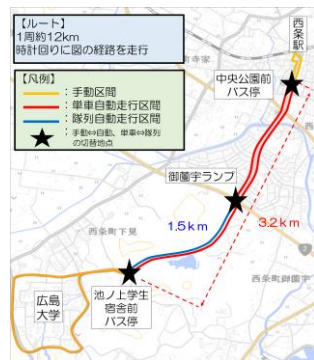 【ルート】
1周約12km
時計回りに図の経路を走行
【凡例】
：手動区間
：単車自動走行区間
：隊列自動走行区間
：手動⇔自動、単車⇔隊列
の切替地点
西条駅
中央公園前
バス停
御薗宇ランプ
1.5km
3.2km
西条町下見
西条町御薗宇
2
池ノ上学生
宿舎前
バス停
広島
大学